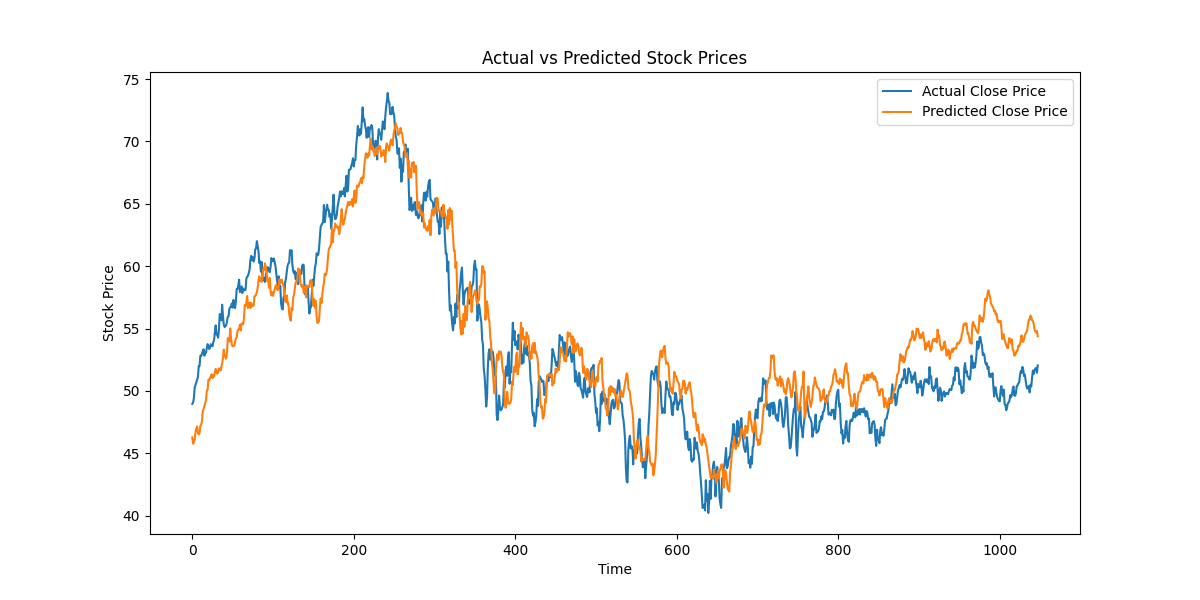 Actual vs Predicted Stock Prices
Actual Close Price
Predicted Close Price
Stock Price
75
70
65
60
55
50
45
40
0 200 400 600 800 1000
Time